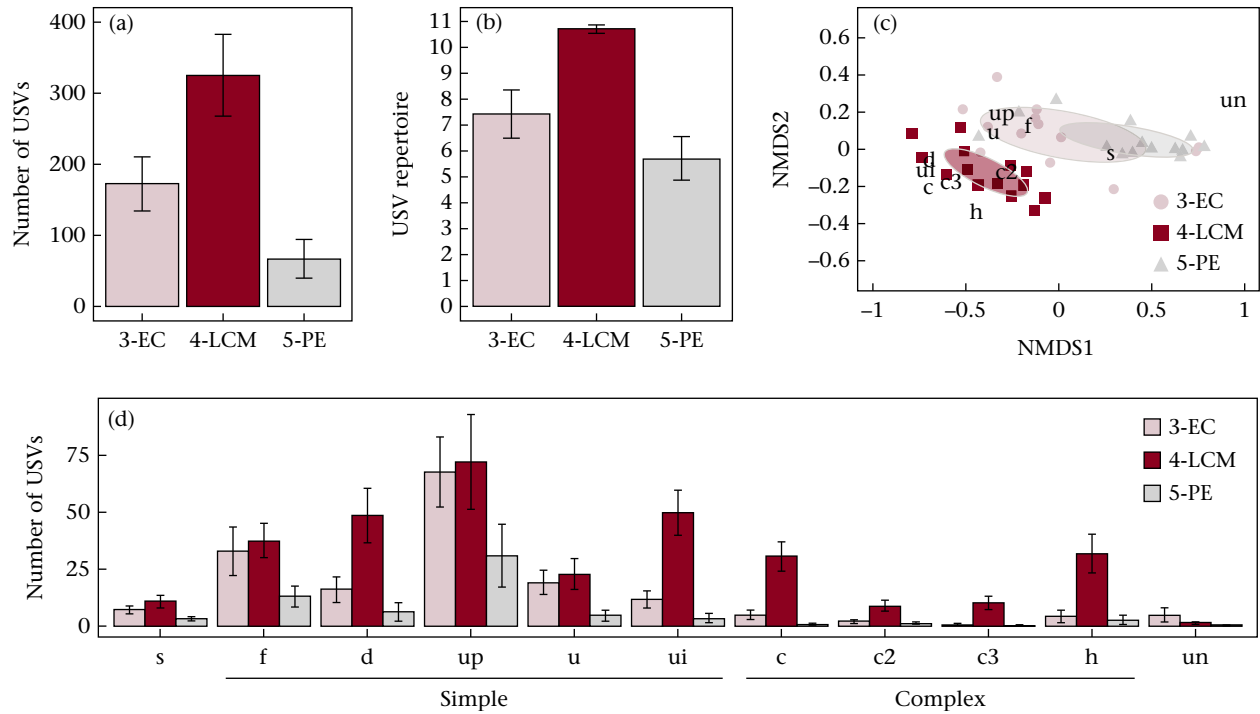 (a)
Number of USVs
400
300
200
100
0
3-EC 4-LCM 5-PE
(b)
USV repertoire
11
10
9
8
7
6
5
4
3
2
1
0
3-EC 4-LCM 5-PE
(c)
NMDS2
0.6
0.4
0.2
0
−0.2
−0.4
−0.6
un
up
f
u
s
d
ui
c
c3
c2
h
3-EC
4-LCM
5-PE
−1 −0.5 0 0.5 1
NMDS1
(d)
Number of USVs
75
50
25
0
3-EC
4-LCM
5-PE
s f d up u ui c c2 c3 h un
Simple Complex